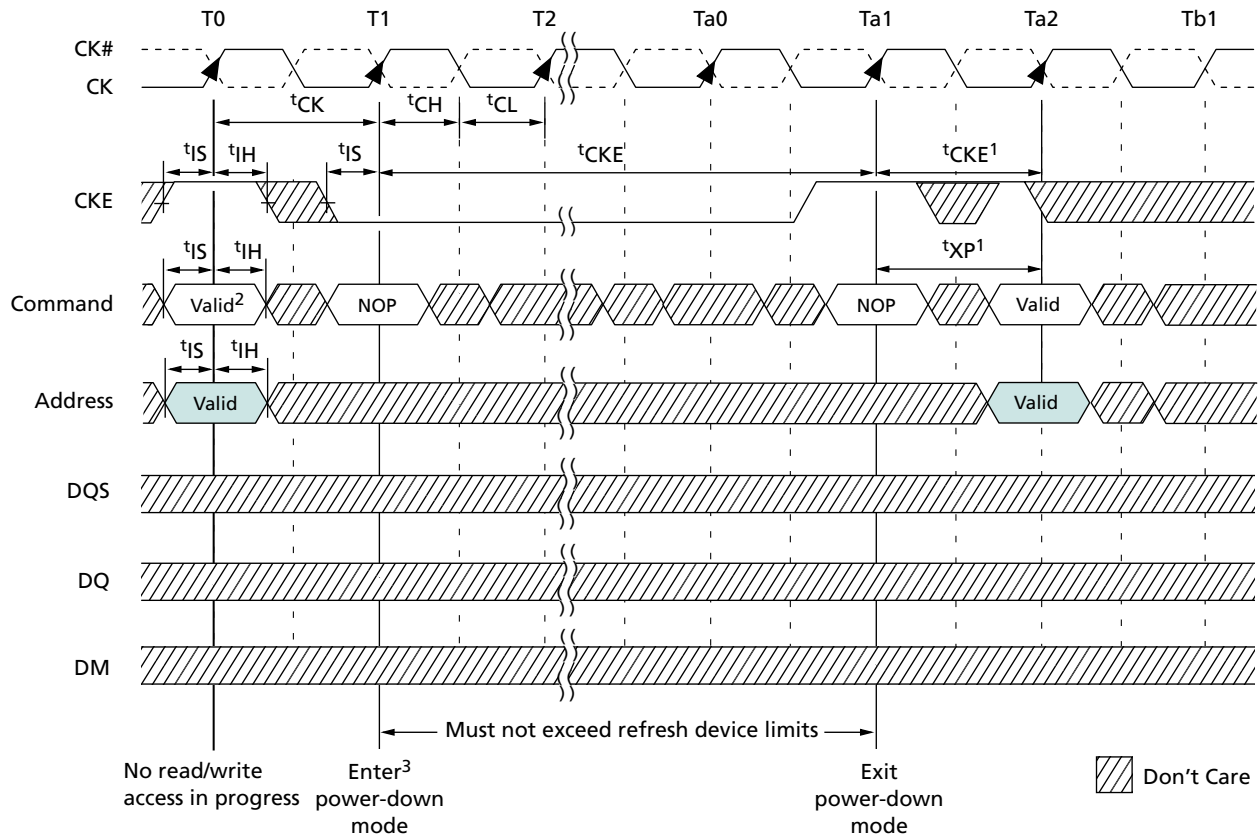 T0 T1 T2 Ta0 Ta1 Ta2 Tb1
CK#
CK
tCK tCH tCL
tIS tIH tIS tCKE tCKE1
CKE
tIS tIH tXP1
Command Valid2 NOP NOP Valid
tIS tIH
Address Valid Valid
DQS
DQ
DM
Must not exceed refresh device limits
No read/write
access in progress
Enter3
power-down
mode
Exit
power-down
mode
Don't Care